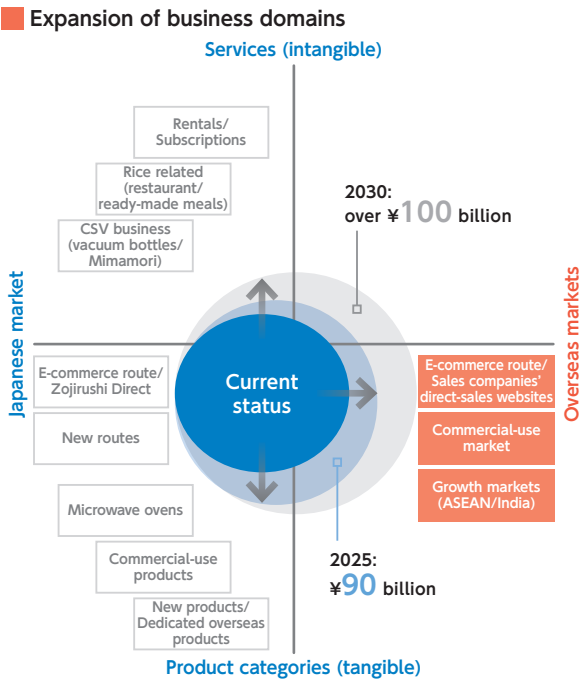 Expansion of business domains
Services (intangible)
Rentals/
Subscriptions
Rice related
(restaurant/
ready-made meals)
CSV business
(vacuum bottles/
Mimamori)
2030:
over ¥100 billion
Japanese market
Overseas markets
E-commerce route/
Zojirushi Direct
New routes
Current
status
E-commerce route/
Sales companies'
direct-sales websites
Commercial-use
market
Growth markets
(ASEAN/India)
Microwave ovens
Commercial-use
products
New products/
Dedicated overseas
products
2025:
¥90 billion
Product categories (tangible)